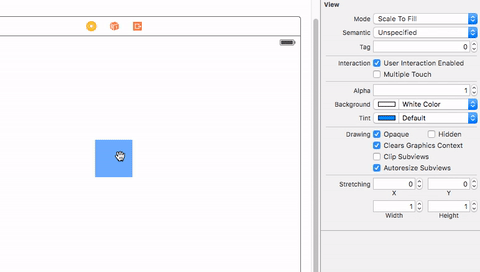 View
Mode Scale To Fill
Semantic Unspecified
Tag 0
Interaction User Interaction Enabled
Multiple Touch
Alpha 1
Background White Color
Tint Default
Drawing Opaque Hidden
Clears Graphics Context
Clip Subviews
Autoresize Subviews
Stretching 0 0
X Y
1 1
Width Height